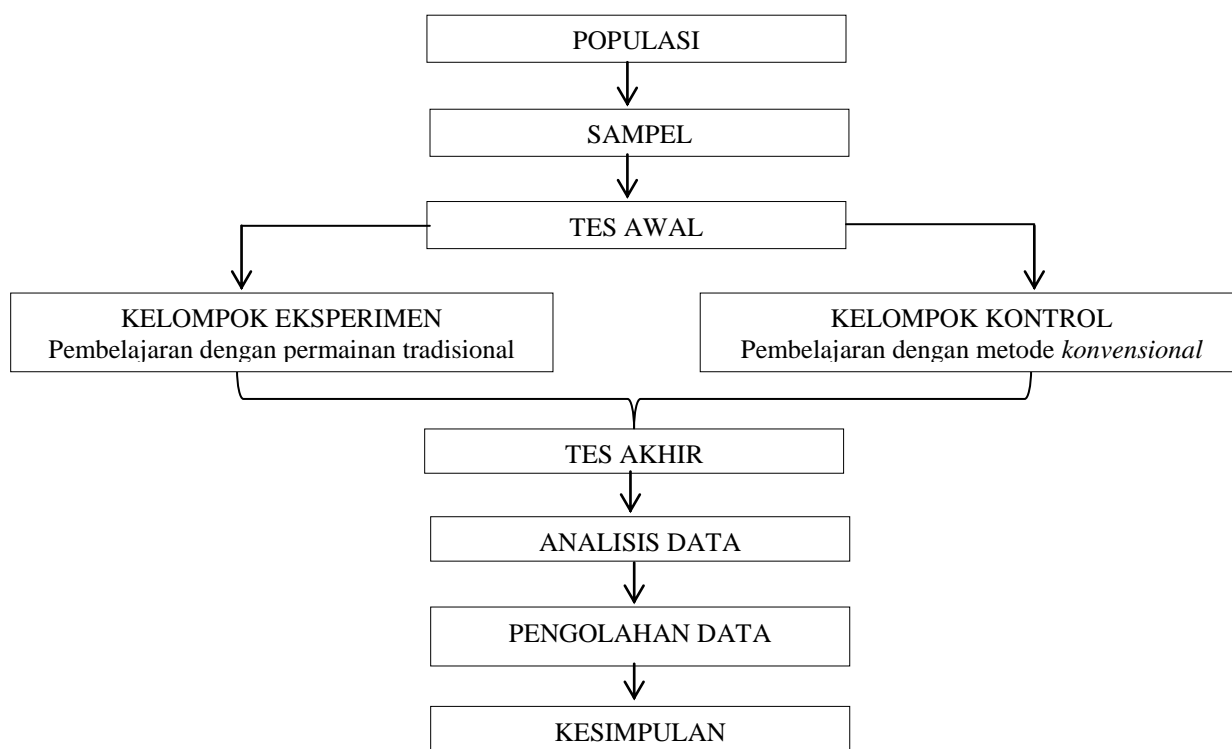 POPULASI
SAMPEL
TES AWAL
KELOMPOK EKSPERIMEN
Pembelajaran dengan permainan tradisional
KELOMPOK KONTROL
Pembelajaran dengan metode konvensional
TES AKHIR
ANALISIS DATA
PENGOLAHAN DATA
KESIMPULAN